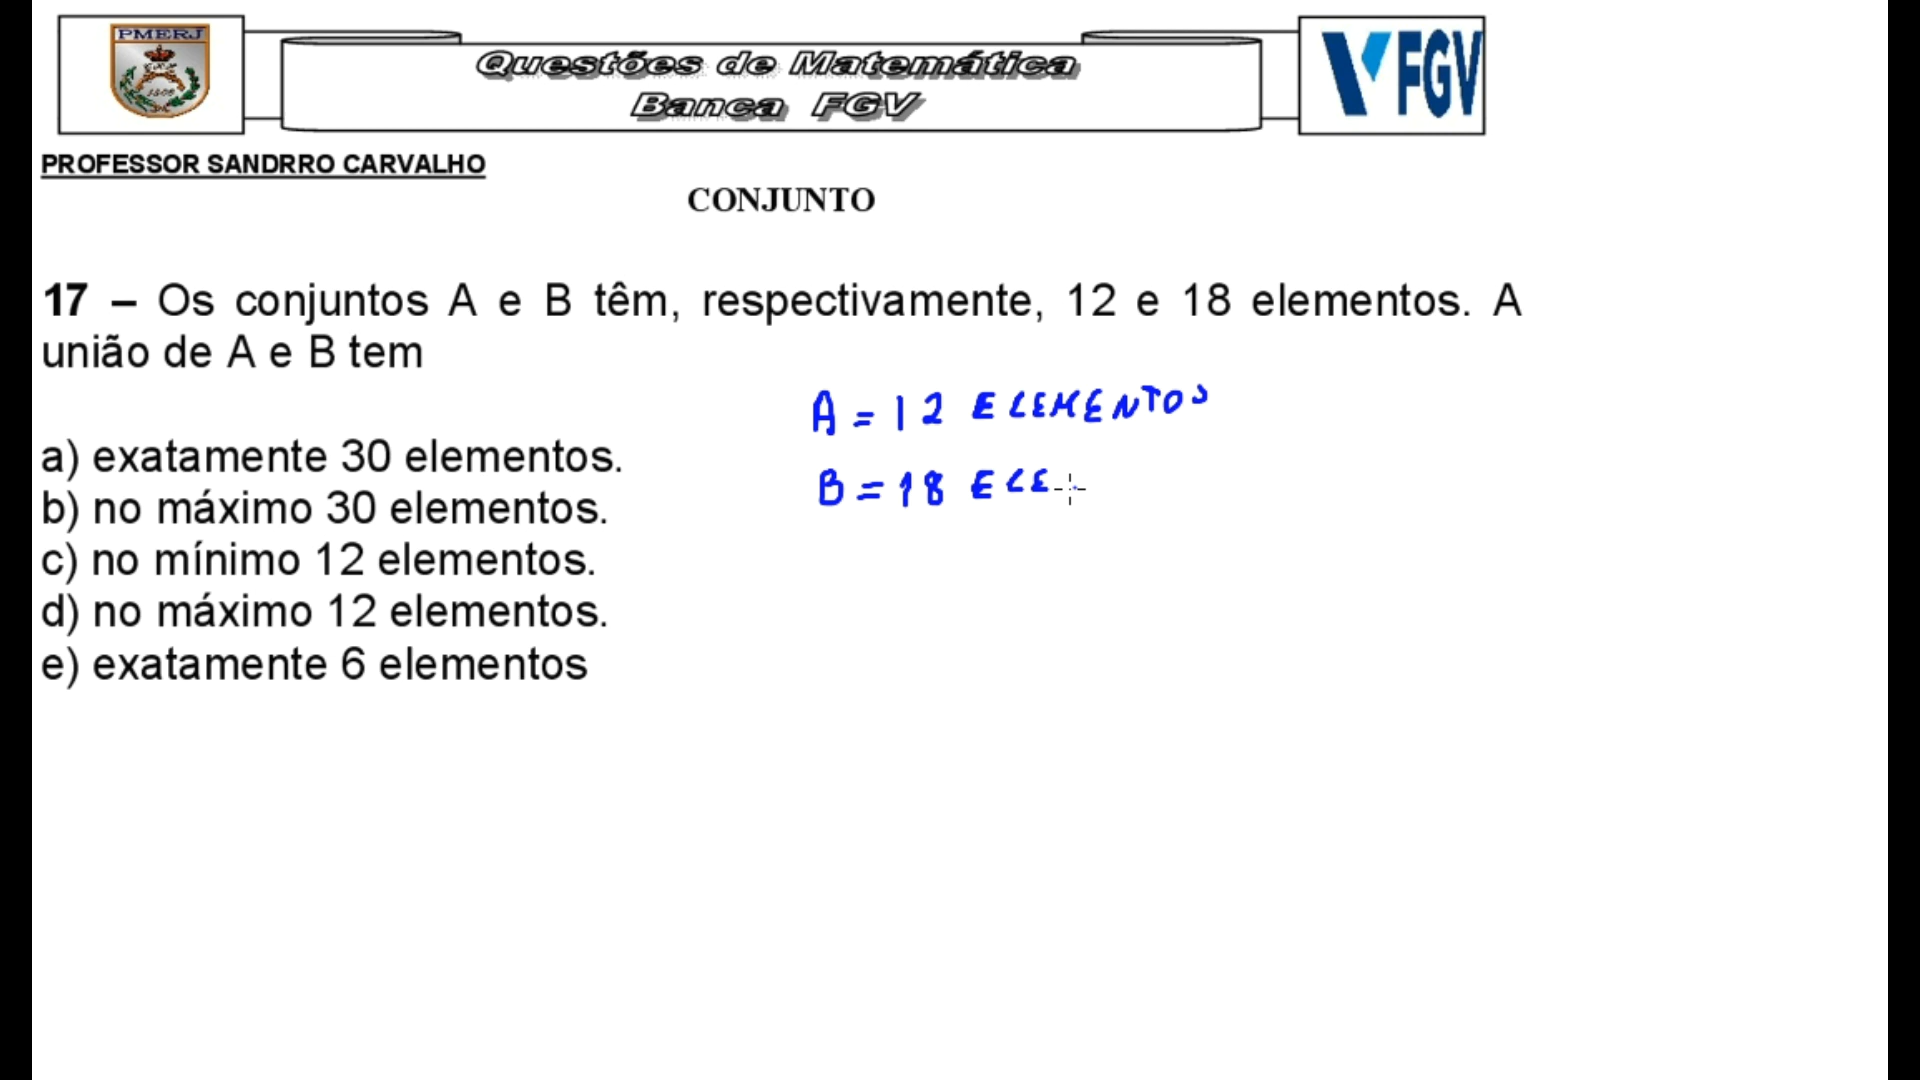 PMERJ
1809
Questões de Matemática
Banca FGV
FGV
PROFESSOR SANDRRO CARVALHO
CONJUNTO
17 – Os conjuntos A e B têm, respectivamente, 12 e 18 elementos. A
união de A e B tem
A = 12 ELEMENTOS
a) exatamente 30 elementos.
B = 18 ELE
b) no máximo 30 elementos.
c) no mínimo 12 elementos.
d) no máximo 12 elementos.
e) exatamente 6 elementos